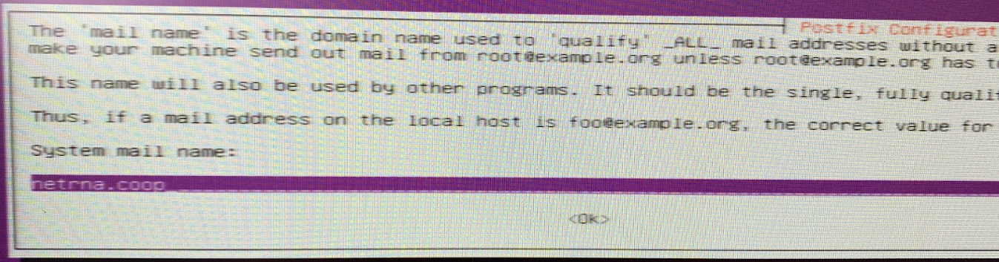 Postfix Configurat
The 'mail name' is the domain name used to 'qualify' _ALL_ mail addresses without a
make your machine send out mail from root@example.org unless root@example.org has to
This name will also be used by other programs. It should be the single, fully qualif
Thus, if a mail address on the local host is foo@example.org, the correct value for
System mail name:
netrna.coop
<Ok>